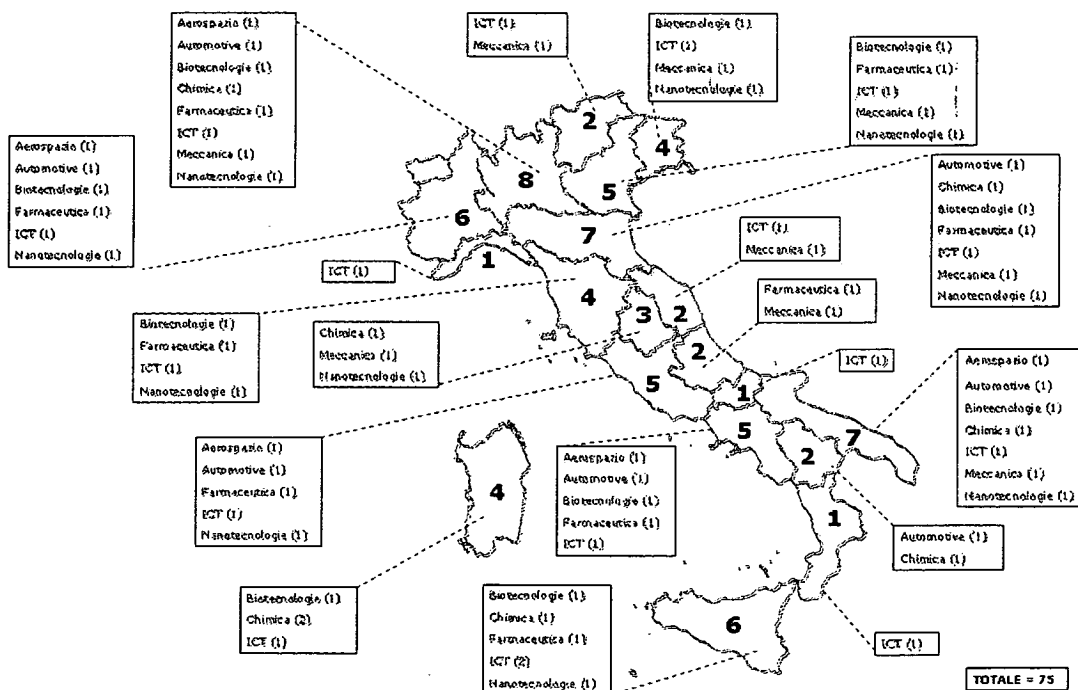 Aerospazio (1)
Automotive (1)
Biotecnologie (1)
Chimica (1)
Farmaceutica (1)
ICT (1)
Meccanica (1)
Nanotecnologie (1)
ICT (1)
Meccanica (1)
Biotecnologie (1)
ICT (1)
Meccanica (1)
Nanotecnologie (1)
Biotecnologie (1)
Farmaceutica (1)
ICT (1)
Meccanica (1)
Nanotecnologie (1)
Aerospazio (1)
Automotive (1)
Biotecnologie (1)
Farmaceutica (1)
ICT (1)
Nanotecnologie (1)
Automotive (1)
Chimica (1)
Biotecnologie (1)
Farmaceutica (1)
ICT (1)
Meccanica (1)
Nanotecnologie (1)
2
4
8
5
6
7
1
ICT (1)
ICT (1)
Meccanica (1)
Farmaceutica (1)
Meccanica (1)
4
3
2
2
Biotecnologie (1)
Farmaceutica (1)
ICT (1)
Nanotecnologie (1)
Chimica (1)
Meccanica (1)
Nanotecnologie (1)
ICT (1)
5
1
5
2
7
Aerospazio (1)
Automotive (1)
Biotecnologie (1)
Chimica (1)
ICT (1)
Meccanica (1)
Nanotecnologie (1)
Aerospazio (1)
Automotive (1)
Farmaceutica (1)
ICT (1)
Nanotecnologie (1)
4
Aerospazio (1)
Automotive (1)
Biotecnologie (1)
Farmaceutica (1)
ICT (1)
1
Automotive (1)
Chimica (1)
Biotecnologie (1)
Chimica (2)
ICT (1)
Biotecnologie (1)
Chimica (1)
Farmaceutica (1)
ICT (2)
Nanotecnologie (1)
6
ICT (1)
TOTALE = 75